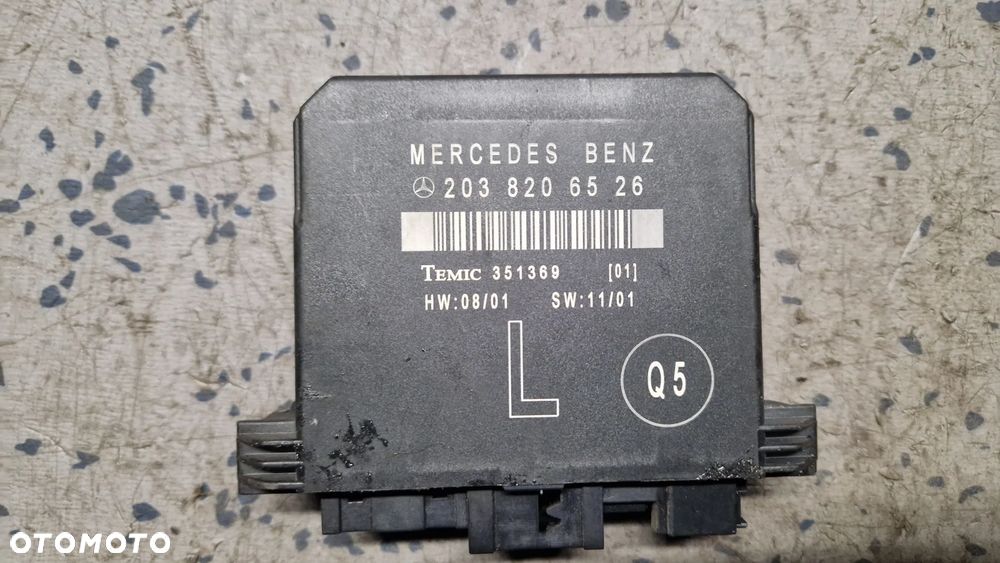 MERCEDES BENZ
203 820 65 26
TEMIC 351369 [01]
HW:08/01 SW:11/01
L
Q5
OTOMOTO